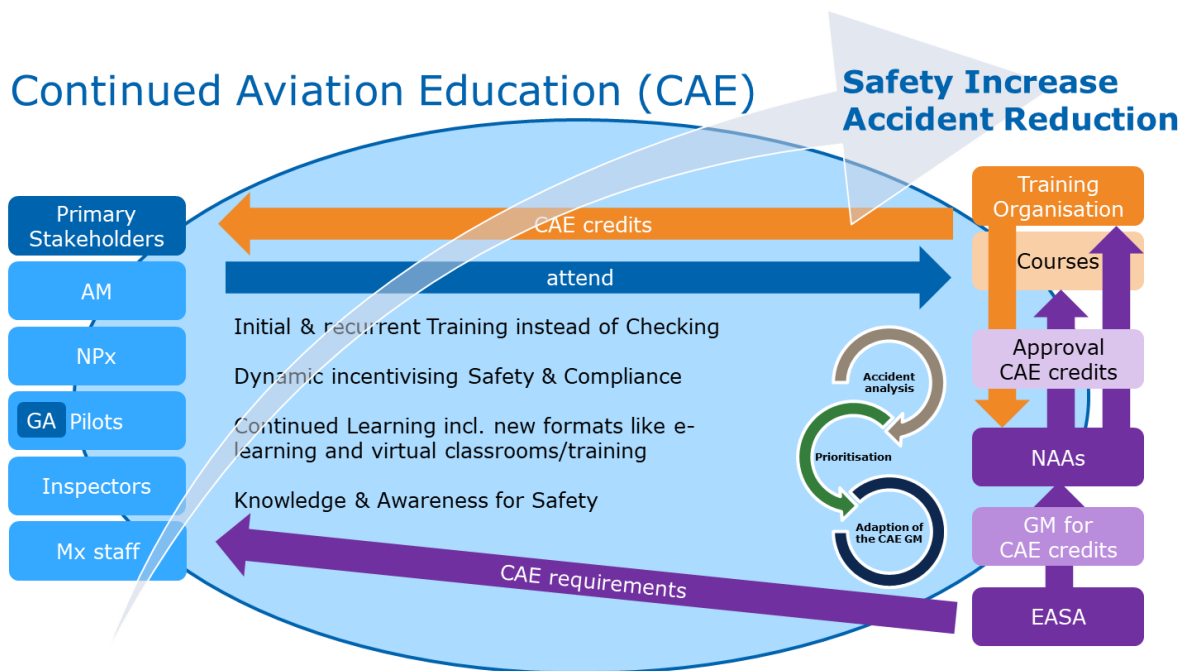 Continued Aviation Education (CAE)
Safety Increase
Accident Reduction
Primary
Stakeholders
AM
NPx
GA Pilots
Inspectors
Mx staff
CAE credits
attend
Initial & recurrent Training instead of Checking
Dynamic incentivising Safety & Compliance
Continued Learning incl. new formats like e-
learning and virtual classrooms/training
Knowledge & Awareness for Safety
CAE requirements
Accident
analysis
Prioritisation
Adaption of
the CAE GM
Training
Organisation
Courses
Approval
CAE credits
NAAs
GM for
CAE credits
EASA